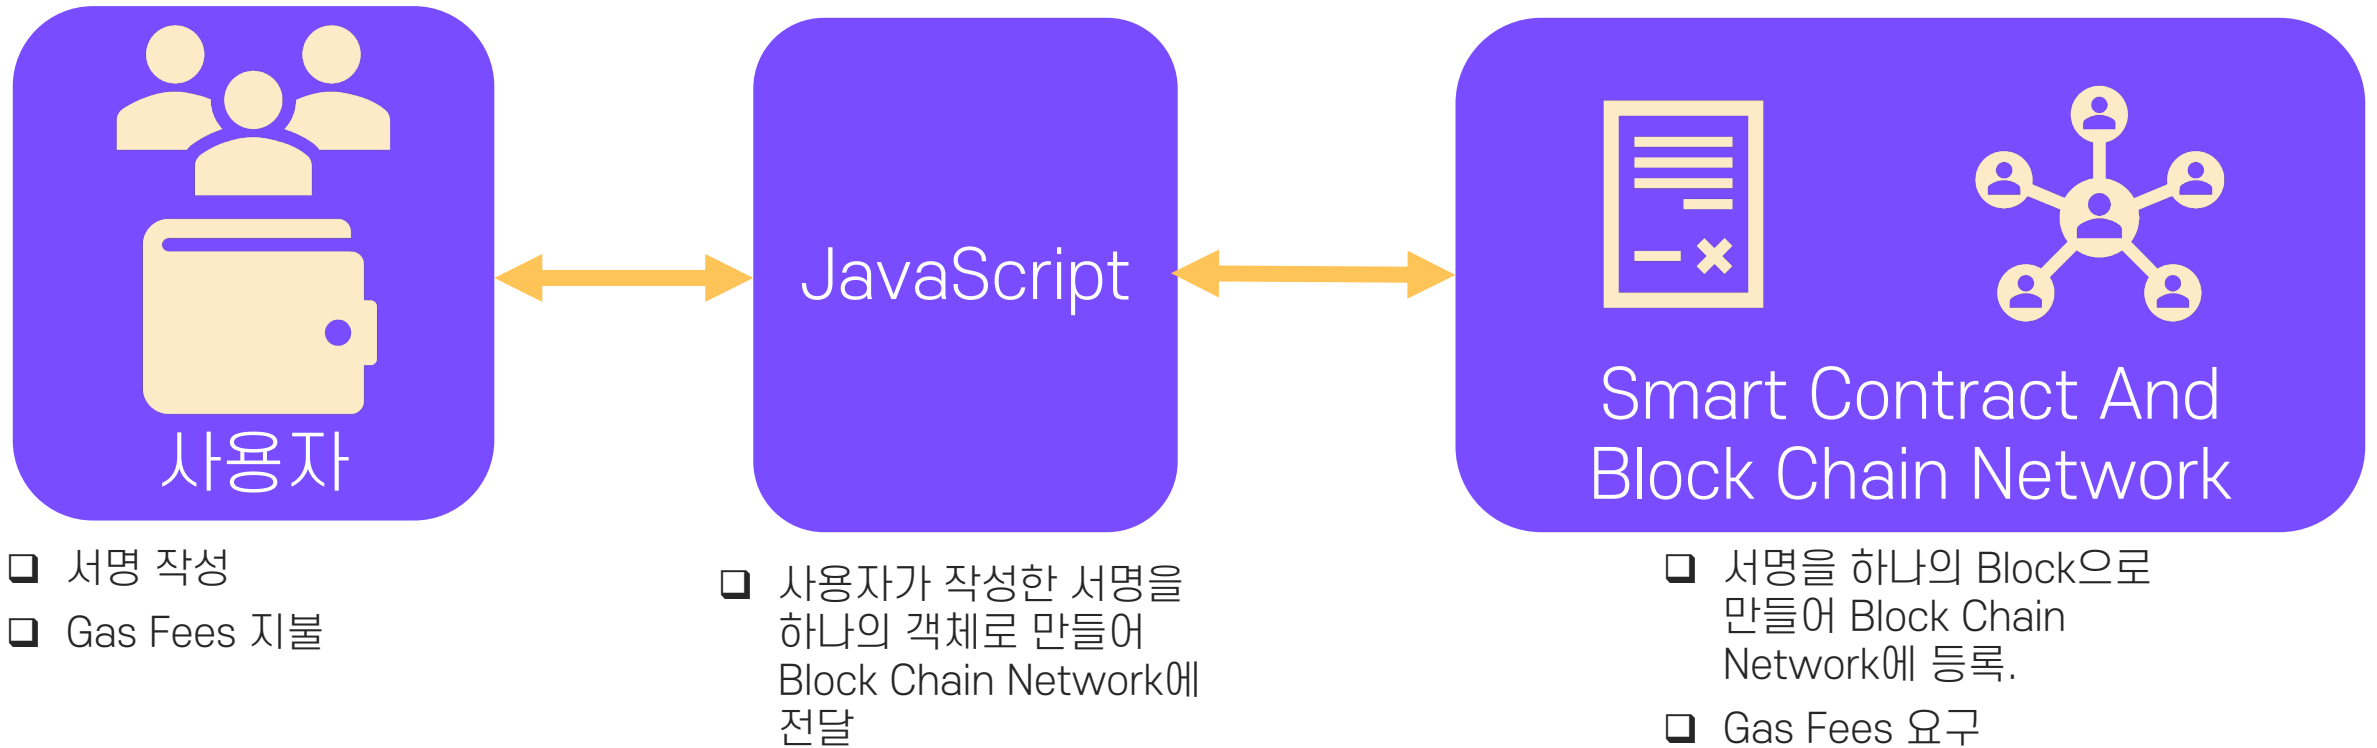 사용자
JavaScript
Smart Contract And
Block Chain Network
❑ 서명 작성
❑ Gas Fees 지불
❑ 사용자가 작성한 서명을
하나의 객체로 만들어
Block Chain Network에
전달
❑ 서명을 하나의 Block으로
만들어 Block Chain
Network에 등록.
❑ Gas Fees 요구